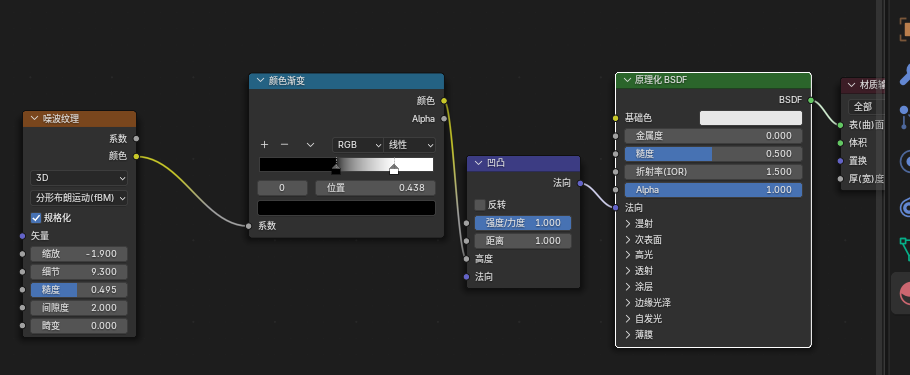 噪波纹理
系数
颜色
3D
分形布朗运动(fBM)
规格化
矢量
缩放 -1.900
细节 9.300
糙度 0.495
间隙度 2.000
畸变 0.000
颜色渐变
颜色
Alpha
+ − RGB 线性
0 位置 0.438
系数
凹凸
法向
反转
强度/力度 1.000
距离 1.000
高度
法向
原理化 BSDF
BSDF
基础色
金属度 0.000
糙度 0.500
折射率(IOR) 1.500
Alpha 1.000
法向
漫射
次表面
高光
透射
涂层
边缘光泽
自发光
薄膜
材质输
全部
表(曲)面
体积
置换
厚(宽)度